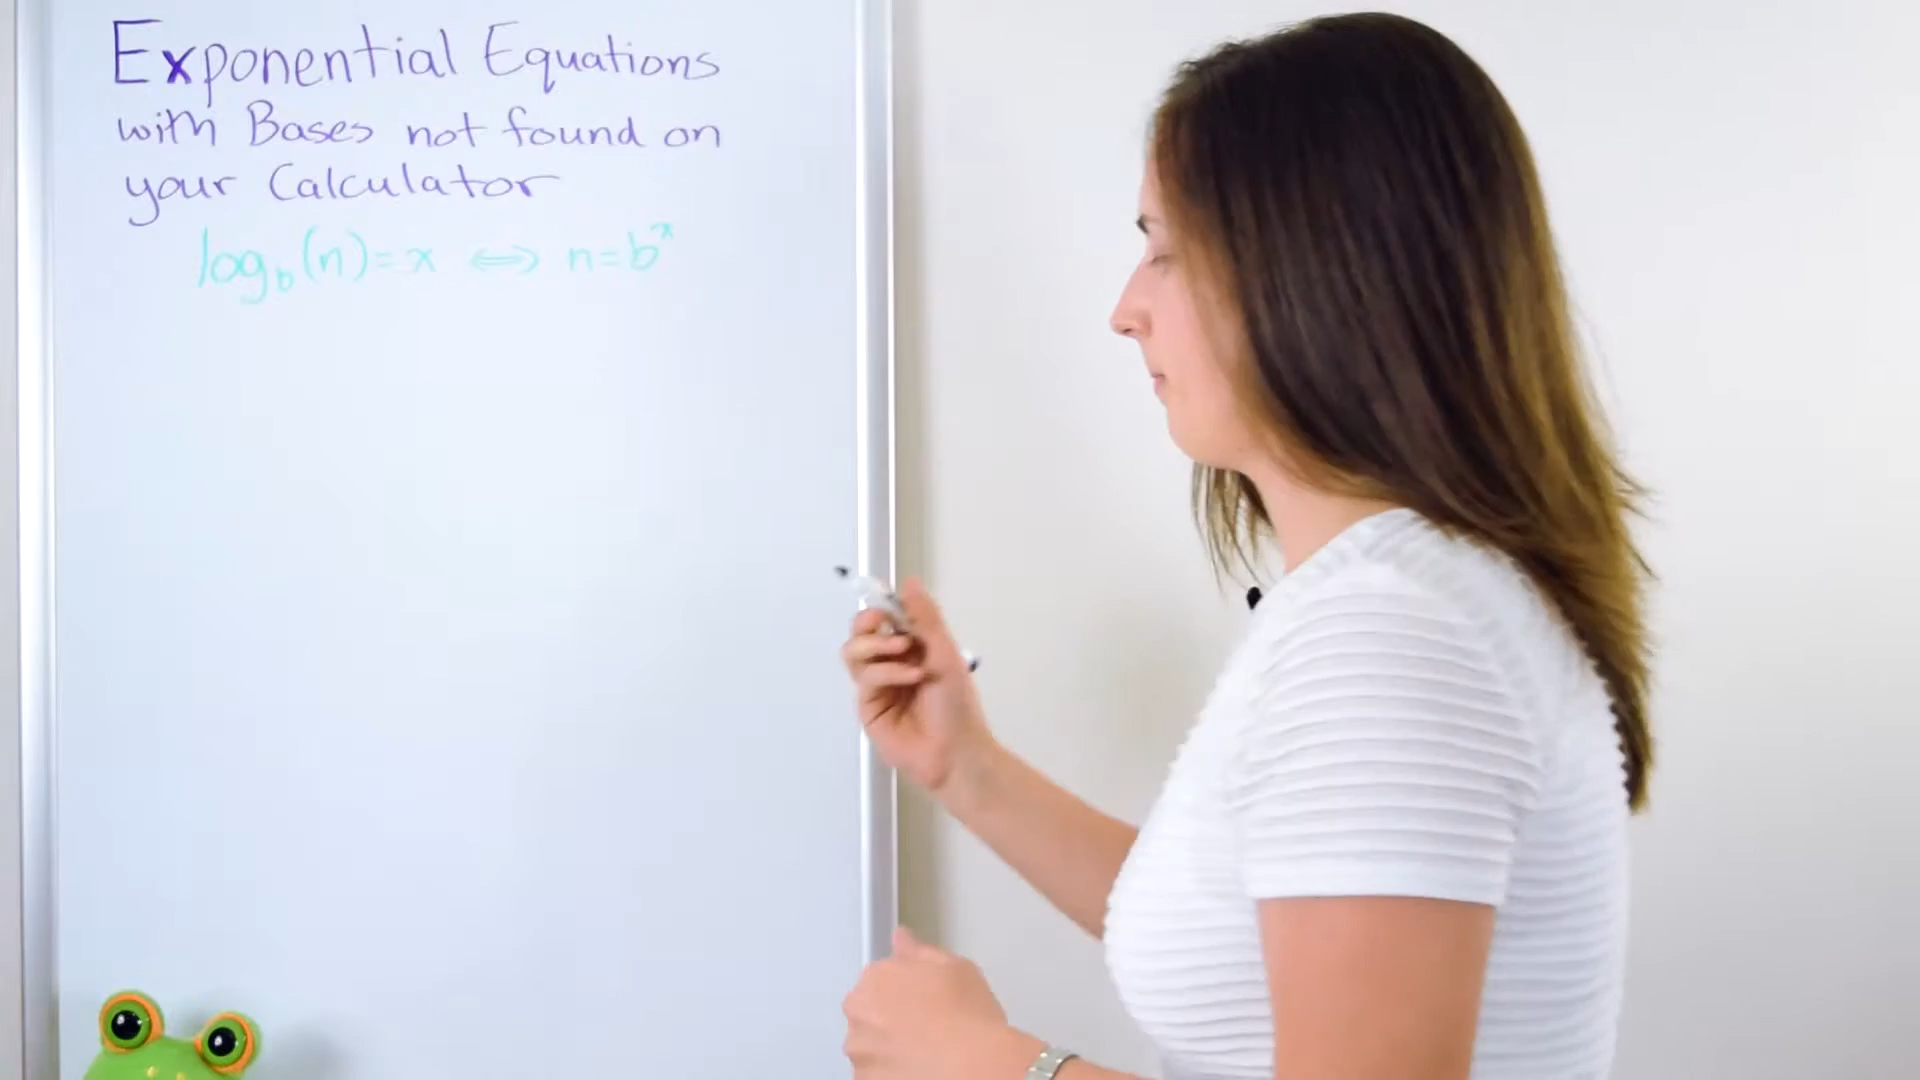 Exponential Equations
with Bases not found on
your Calculator
log_b(n)=x ⟺ n=b^x